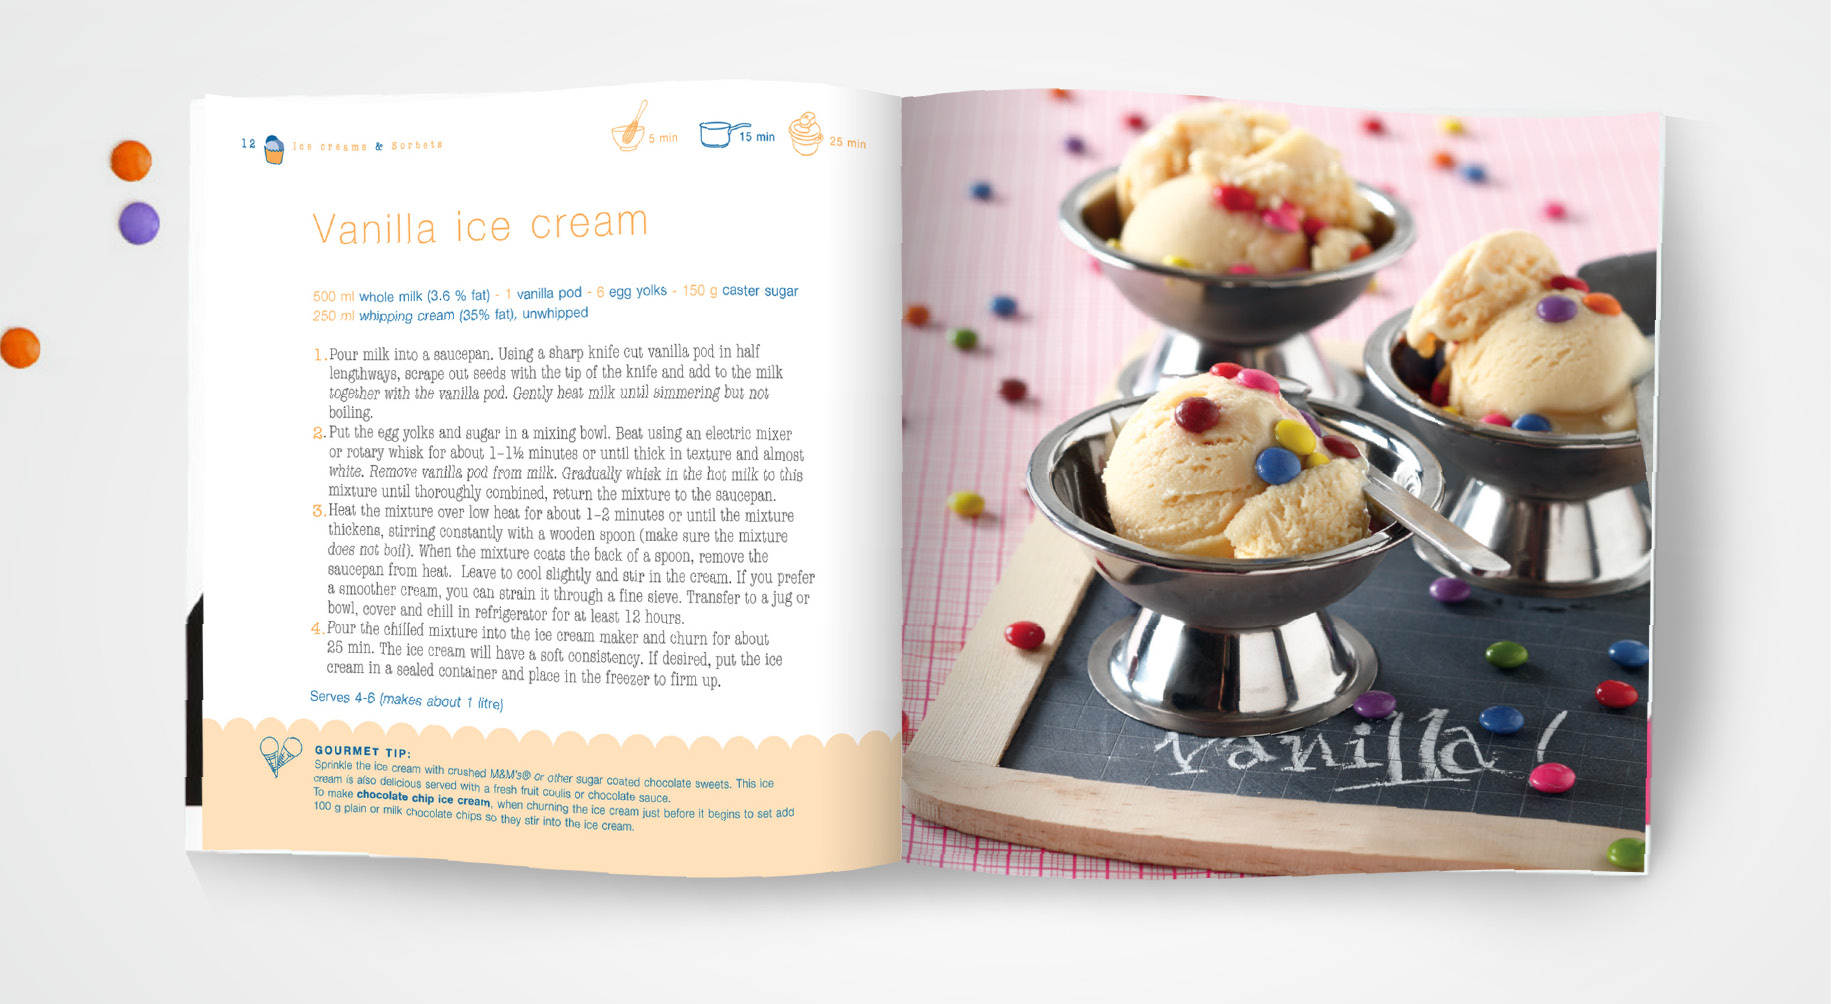 12 Ice creams & Sorbets
5 min 15 min 25 min
Vanilla ice cream
500 ml whole milk (3.6 % fat) - 1 vanilla pod - 6 egg yolks - 150 g caster sugar
250 ml whipping cream (35% fat), unwhipped
1. Pour milk into a saucepan. Using a sharp knife cut vanilla pod in half
lengthways, scrape out seeds with the tip of the knife and add to the milk
together with the vanilla pod. Gently heat milk until simmering but not
boiling.
2. Put the egg yolks and sugar in a mixing bowl. Beat using an electric mixer
or rotary whisk for about 1-1½ minutes or until thick in texture and almost
white. Remove vanilla pod from milk. Gradually whisk in the hot milk to this
mixture until thoroughly combined, return the mixture to the saucepan.
3. Heat the mixture over low heat for about 1-2 minutes or until the mixture
thickens, stirring constantly with a wooden spoon (make sure the mixture
does not boil). When the mixture coats the back of a spoon, remove the
saucepan from heat. Leave to cool slightly and stir in the cream. If you prefer
a smoother cream, you can strain it through a fine sieve. Transfer to a jug or
bowl, cover and chill in refrigerator for at least 12 hours.
4. Pour the chilled mixture into the ice cream maker and churn for about
25 min. The ice cream will have a soft consistency. If desired, put the ice
cream in a sealed container and place in the freezer to firm up.
Serves 4-6 (makes about 1 litre)
GOURMET TIP:
Sprinkle the ice cream with crushed M&M's® or other sugar coated chocolate sweets. This ice
cream is also delicious served with a fresh fruit coulis or chocolate sauce.
To make chocolate chip ice cream, when churning the ice cream just before it begins to set add
100 g plain or milk chocolate chips so they stir into the ice cream.
vanilla !